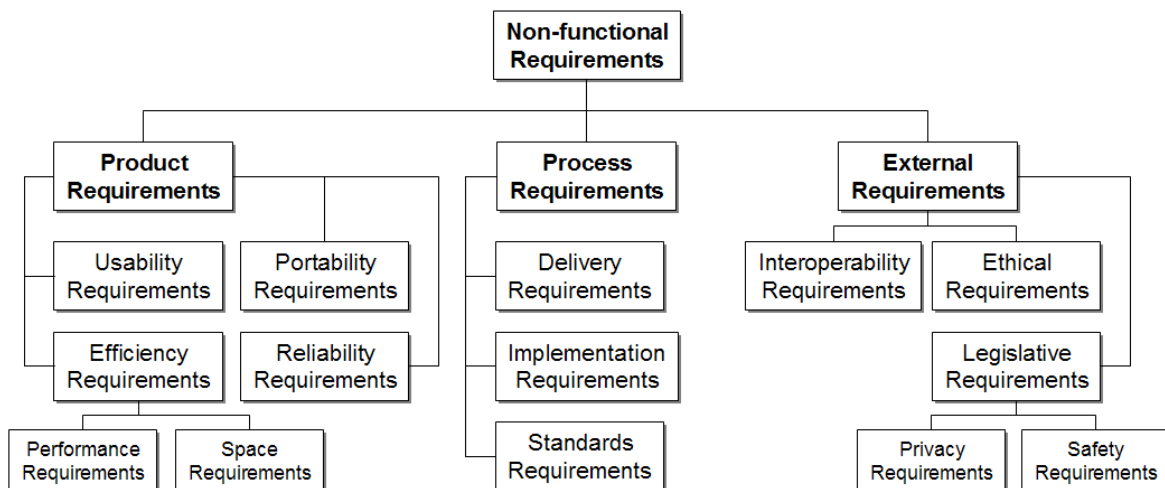 Non-functional
Requirements
Product
Requirements
Process
Requirements
External
Requirements
Usability
Requirements
Portability
Requirements
Delivery
Requirements
Interoperability
Requirements
Ethical
Requirements
Efficiency
Requirements
Reliability
Requirements
Implementation
Requirements
Legislative
Requirements
Performance
Requirements
Space
Requirements
Standards
Requirements
Privacy
Requirements
Safety
Requirements